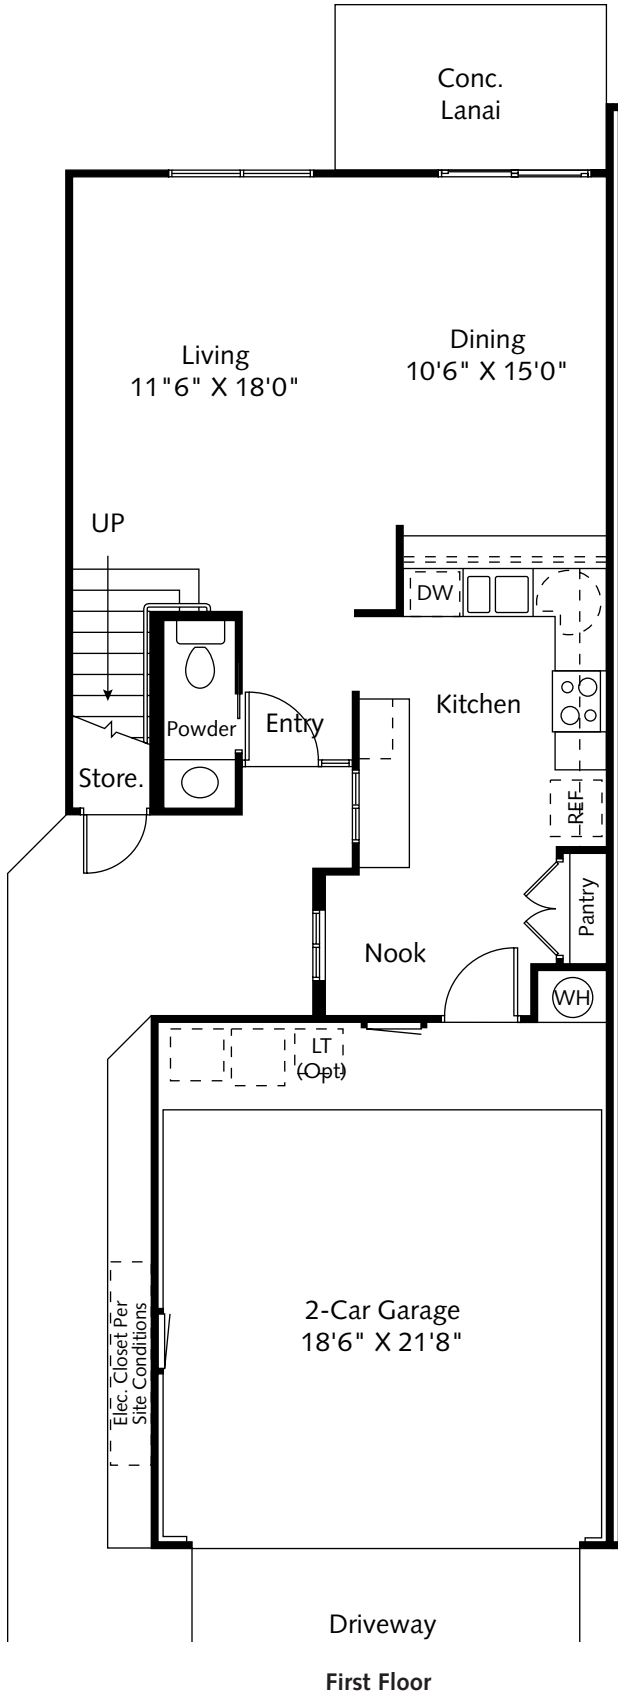 Conc.
Lanai
Dining
10'6" X 15'0"
Living
11"6" X 18'0"
UP
DW
Kitchen
Entry
Powder
Store.
REF
Pantry
Nook
WH
LT
(Opt)
2-Car Garage
18'6" X 21'8"
Elec. Closet Per
Site Conditions
Driveway
First Floor